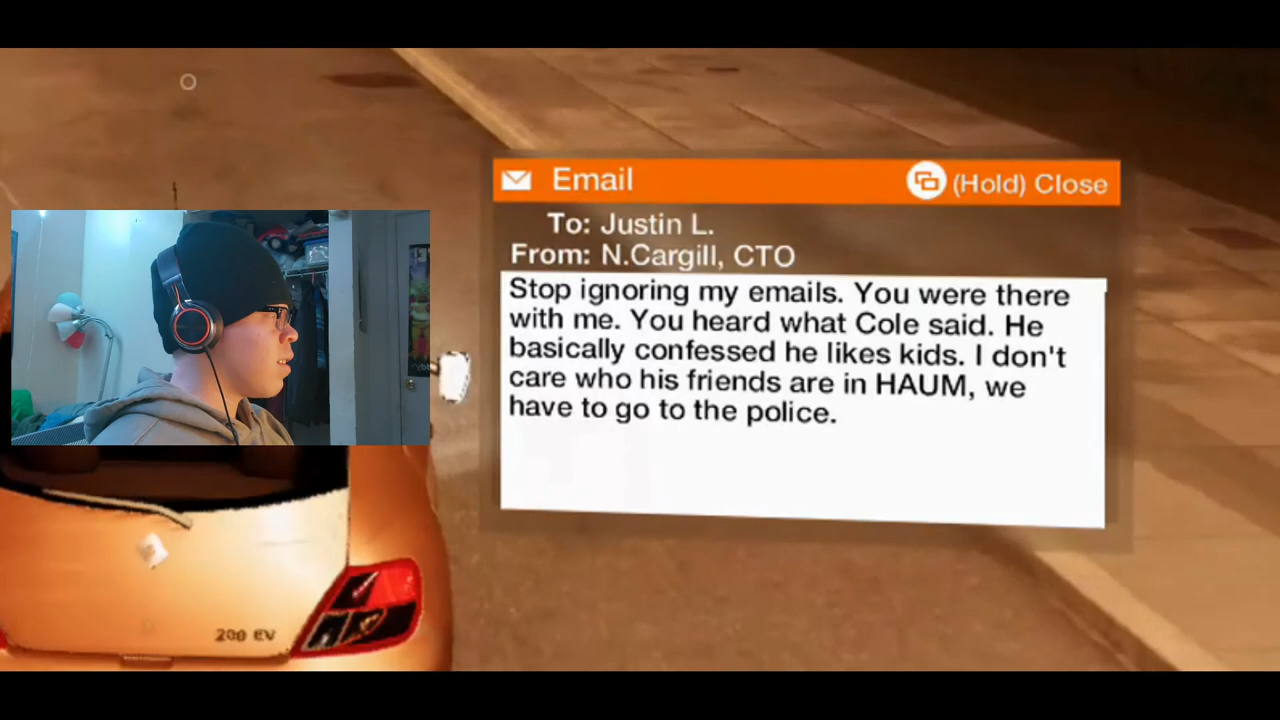 Email
(Hold) Close
To: Justin L.
From: N.Cargill, CTO
Stop ignoring my emails. You were there
with me. You heard what Cole said. He
basically confessed he likes kids. I don't
care who his friends are in HAUM, we
have to go to the police.
200 EV